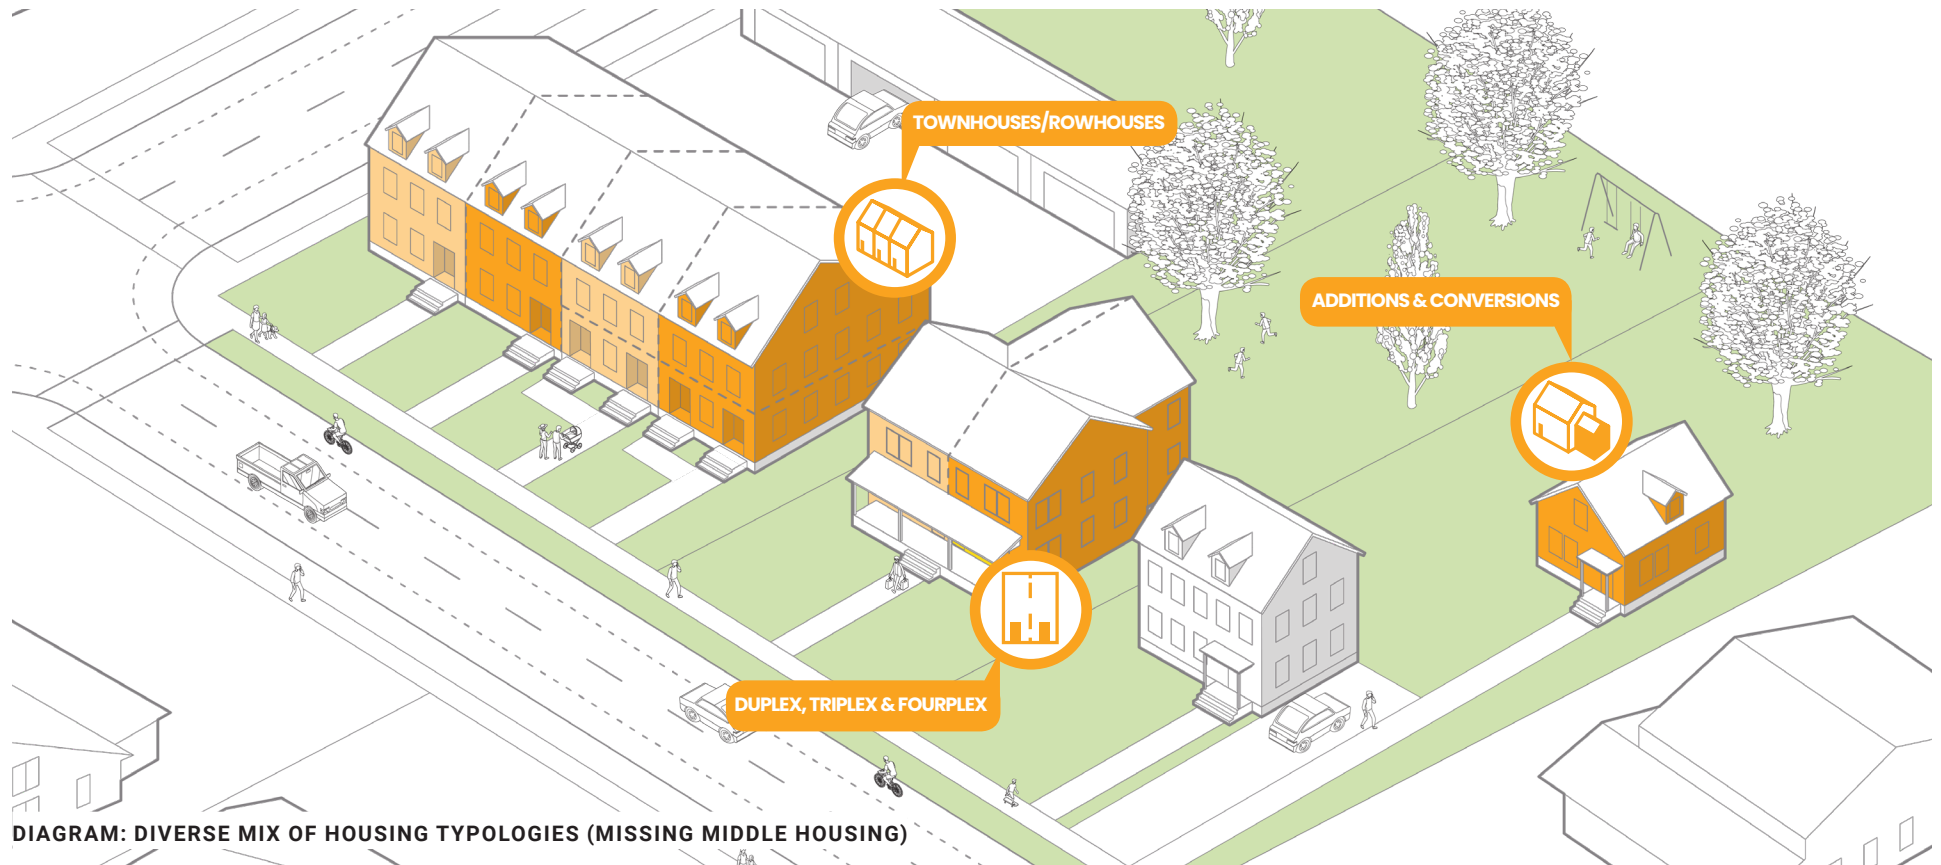 TOWNHOUSES/ROWHOUSES
ADDITIONS & CONVERSIONS
DUPLEX, TRIPLEX & FOURPLEX
DIAGRAM: DIVERSE MIX OF HOUSING TYPOLOGIES (MISSING MIDDLE HOUSING)